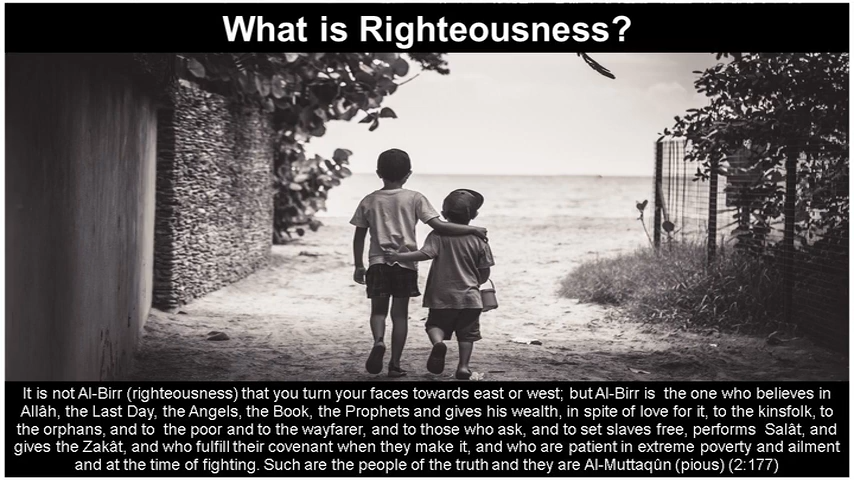 What is Righteousness?
It is not Al-Birr (righteousness) that you turn your faces towards east or west; but Al-Birr is the one who believes in
Allâh, the Last Day, the Angels, the Book, the Prophets and gives his wealth, in spite of love for it, to the kinsfolk, to
the orphans, and to the poor and to the wayfarer, and to those who ask, and to set slaves free, performs Salât, and
gives the Zakât, and who fulfill their covenant when they make it, and who are patient in extreme poverty and ailment
and at the time of fighting. Such are the people of the truth and they are Al-Muttaqûn (pious) (2:177)